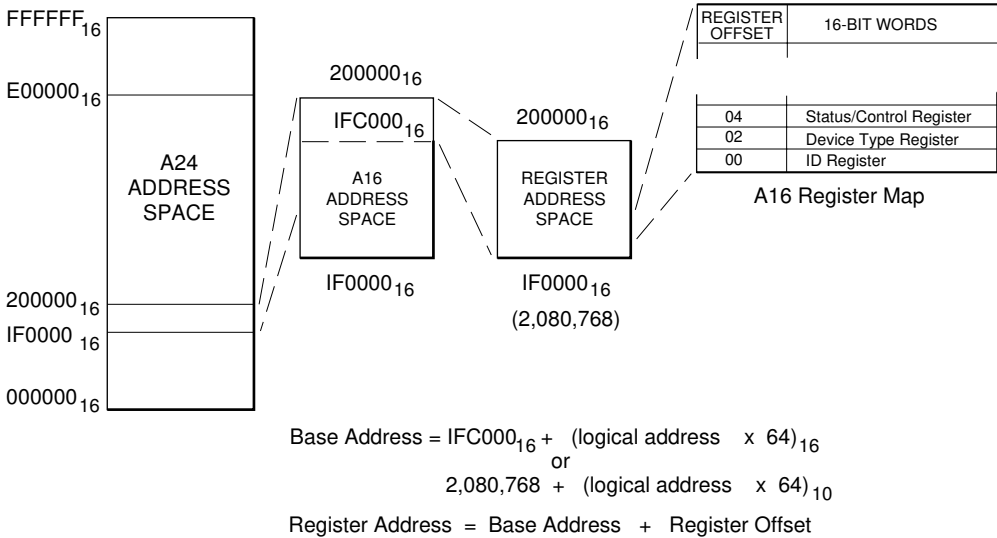 FFFFFF16
E0000016
A24
ADDRESS
SPACE
20000016
IF000016
00000016
20000016
IFC00016
A16
ADDRESS
SPACE
IF000016
20000016
REGISTER
ADDRESS
SPACE
IF000016
(2,080,768)
REGISTER
OFFSET
16-BIT WORDS
04 Status/Control Register
02 Device Type Register
00 ID Register
A16 Register Map
Base Address = IFC00016 + (logical address x 64)16
or
2,080,768 + (logical address x 64)10
Register Address = Base Address + Register Offset